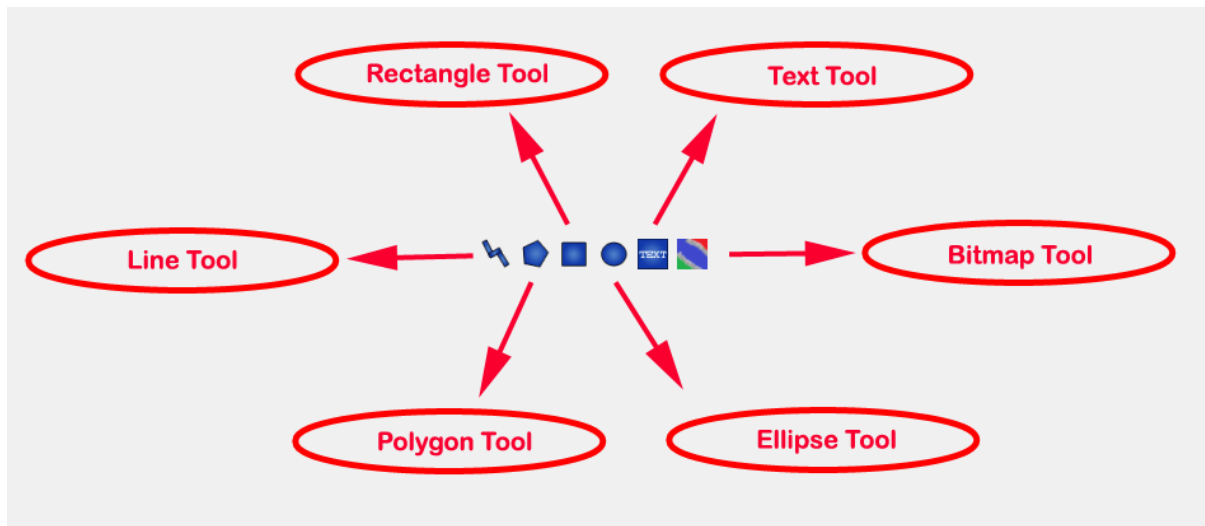 Rectangle Tool
Text Tool
Line Tool
TEXT
Bitmap Tool
Polygon Tool
Ellipse Tool